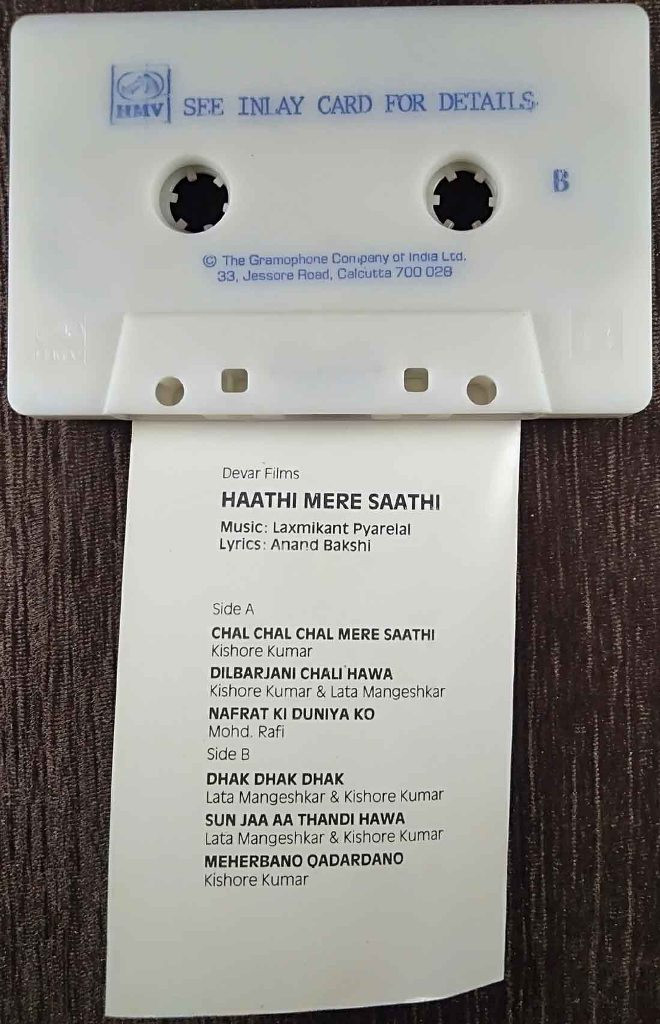 HMV
SEE INLAY CARD FOR DETAILS
B
© The Gramophone Company of India Ltd.
33, Jessore Road, Calcutta 700 028
HMV
Devar Films
HAATHI MERE SAATHI
Music: Laxmikant Pyarelal
Lyrics: Anand Bakshi
Side A
CHAL CHAL CHAL MERE SAATHI
Kishore Kumar
DILBARJANI CHALI HAWA
Kishore Kumar & Lata Mangeshkar
NAFRAT KI DUNIYA KO
Mohd. Rafi
Side B
DHAK DHAK DHAK
Lata Mangeshkar & Kishore Kumar
SUN JAA AA THANDI HAWA
Lata Mangeshkar & Kishore Kumar
MEHERBANO QADARDANO
Kishore Kumar